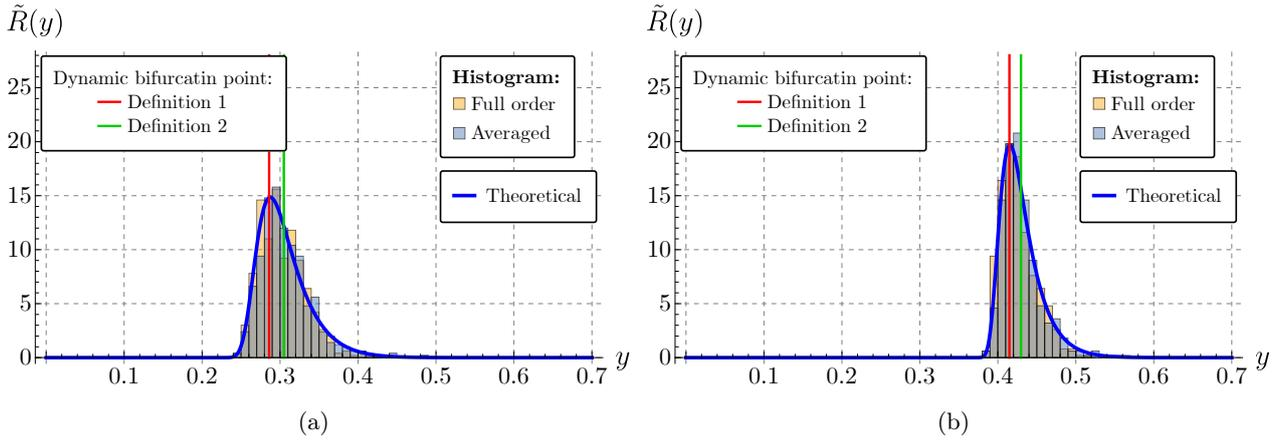 R̃(y)
Dynamic bifurcatin point:
Definition 1
Definition 2
Histogram:
Full order
Averaged
Theoretical
25
20
15
10
5
0
0.1 0.2 0.3 0.4 0.5 0.6 0.7 y
(a)
R̃(y)
Dynamic bifurcatin point:
Definition 1
Definition 2
Histogram:
Full order
Averaged
Theoretical
25
20
15
10
5
0
0.1 0.2 0.3 0.4 0.5 0.6 0.7 y
(b)